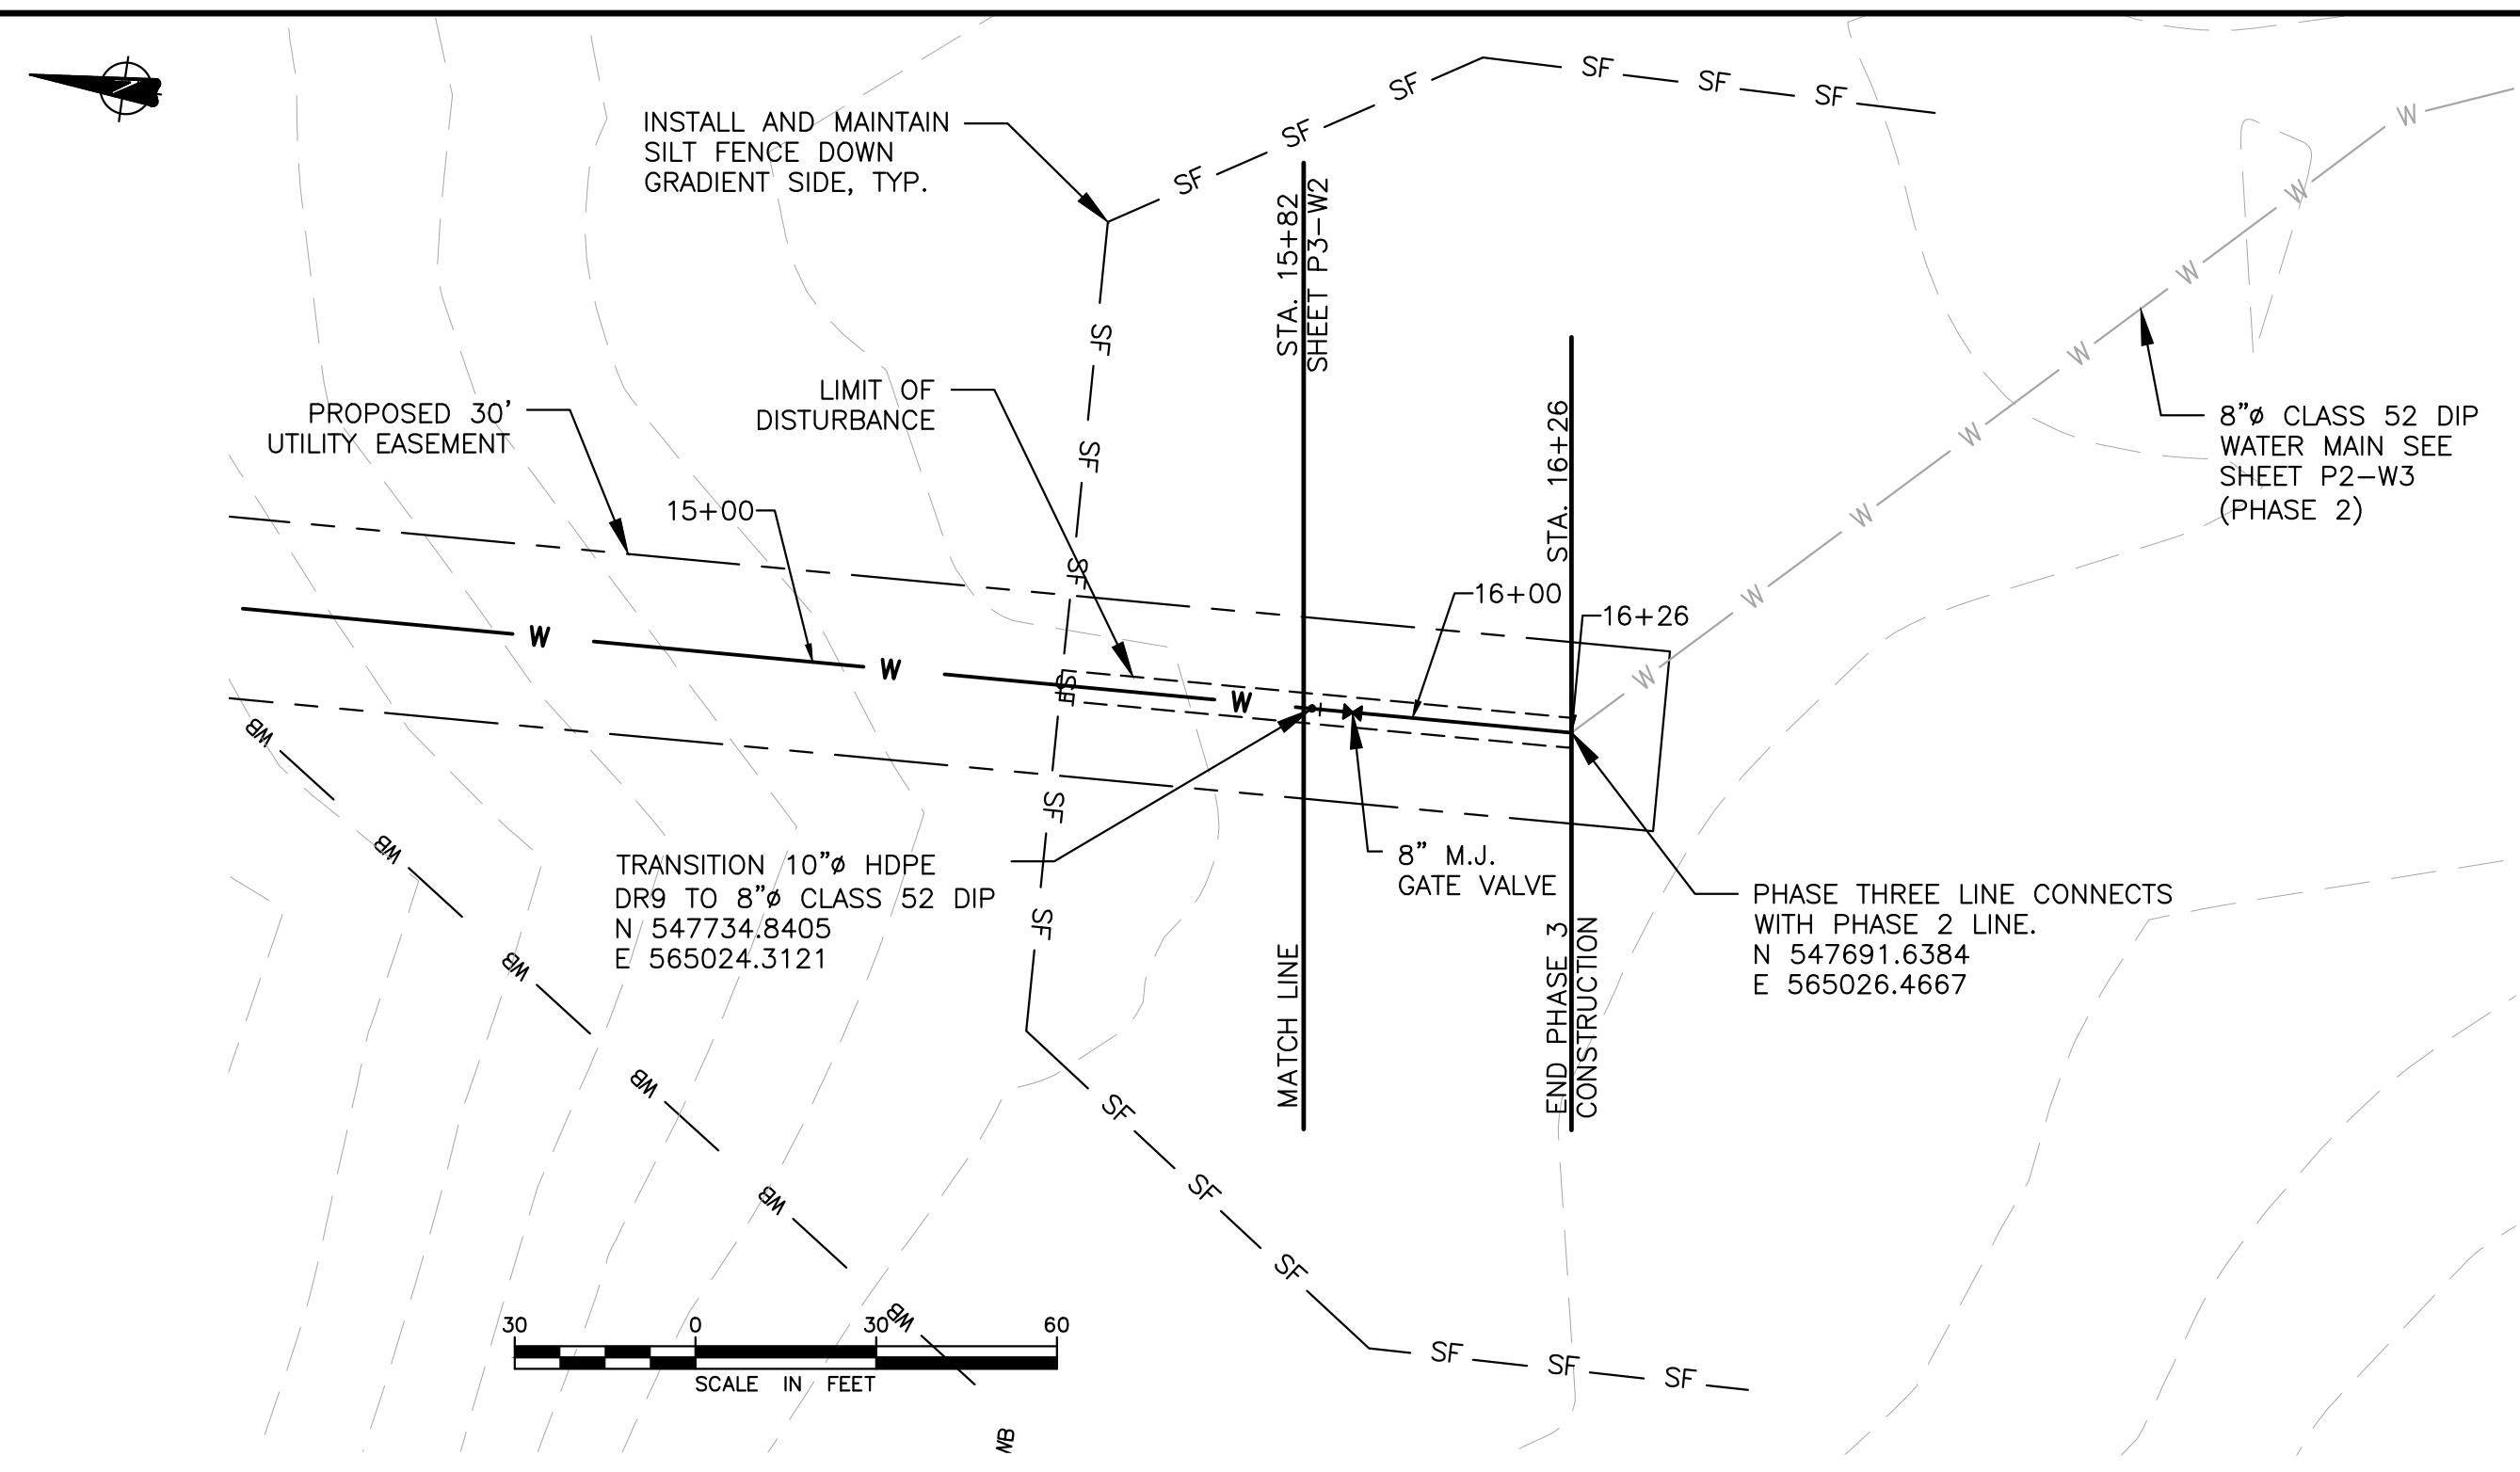 INSTALL AND MAINTAIN
SILT FENCE DOWN
GRADIENT SIDE, TYP.
SF
SF
SF
SF
SF
SF
STA. 15+82
SHEET P3-W2
LIMIT OF
DISTURBANCE
PROPOSED 30'
UTILITY EASEMENT
15+00
SF
SF
SF
SF
SF
SF
STA. 16+26
16+00
16+26
8"ø CLASS 52 DIP
WATER MAIN SEE
SHEET P2-W3
(PHASE 2)
W
W
W
W
W
W
W
W
W
W
W
TRANSITION 10"ø HDPE
DR9 TO 8"ø CLASS 52 DIP
N 547734.8405
E 565024.3121
8" M.J.
GATE VALVE
PHASE THREE LINE CONNECTS
WITH PHASE 2 LINE.
N 547691.6384
E 565026.4667
MATCH LINE
END PHASE 3
CONSTRUCTION
WB
WB
WB
WB
WB
WB
WB
SF
SF
SF
SF
SF
SF
30 0 30 60
SCALE IN FEET